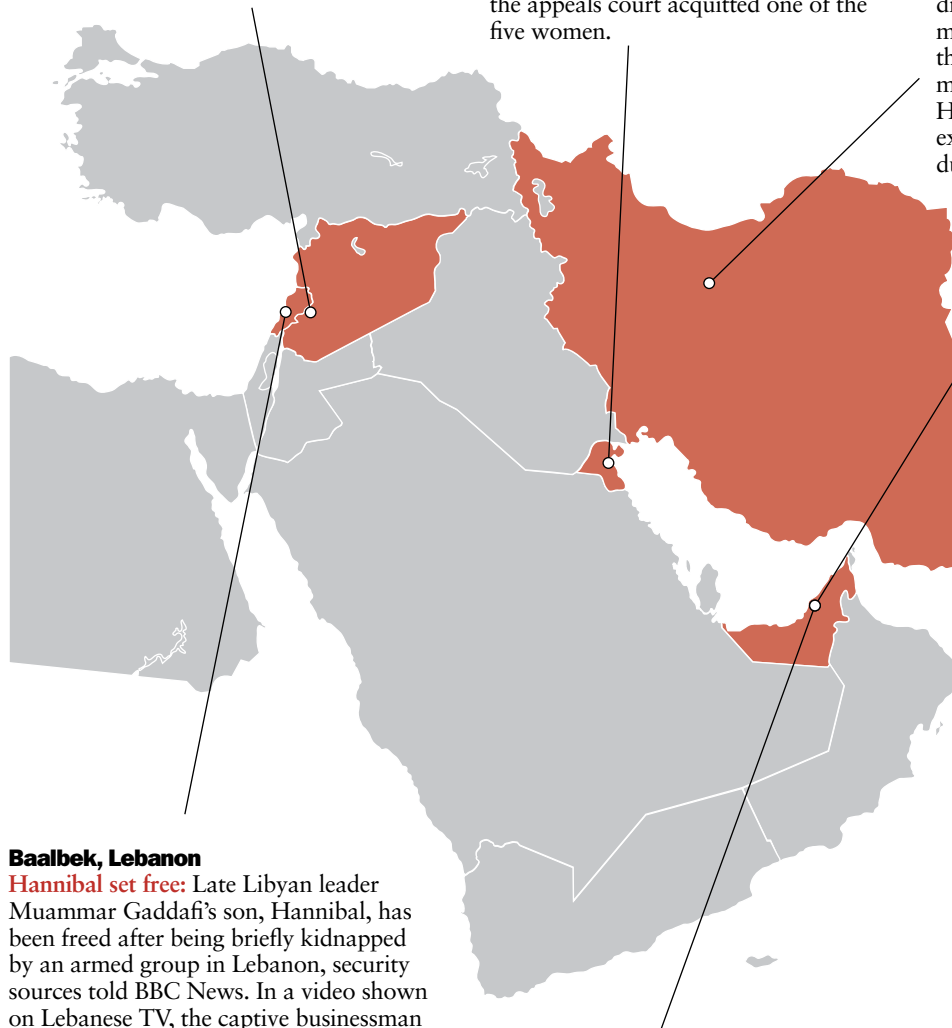 the appeals court acquitted one of the
five women.
Baalbek, Lebanon
Hannibal set free: Late Libyan leader
Muammar Gaddafi’s son, Hannibal, has
been freed after being briefly kidnapped
by an armed group in Lebanon, security
sources told BBC News. In a video shown
on Lebanese TV, the captive businessman